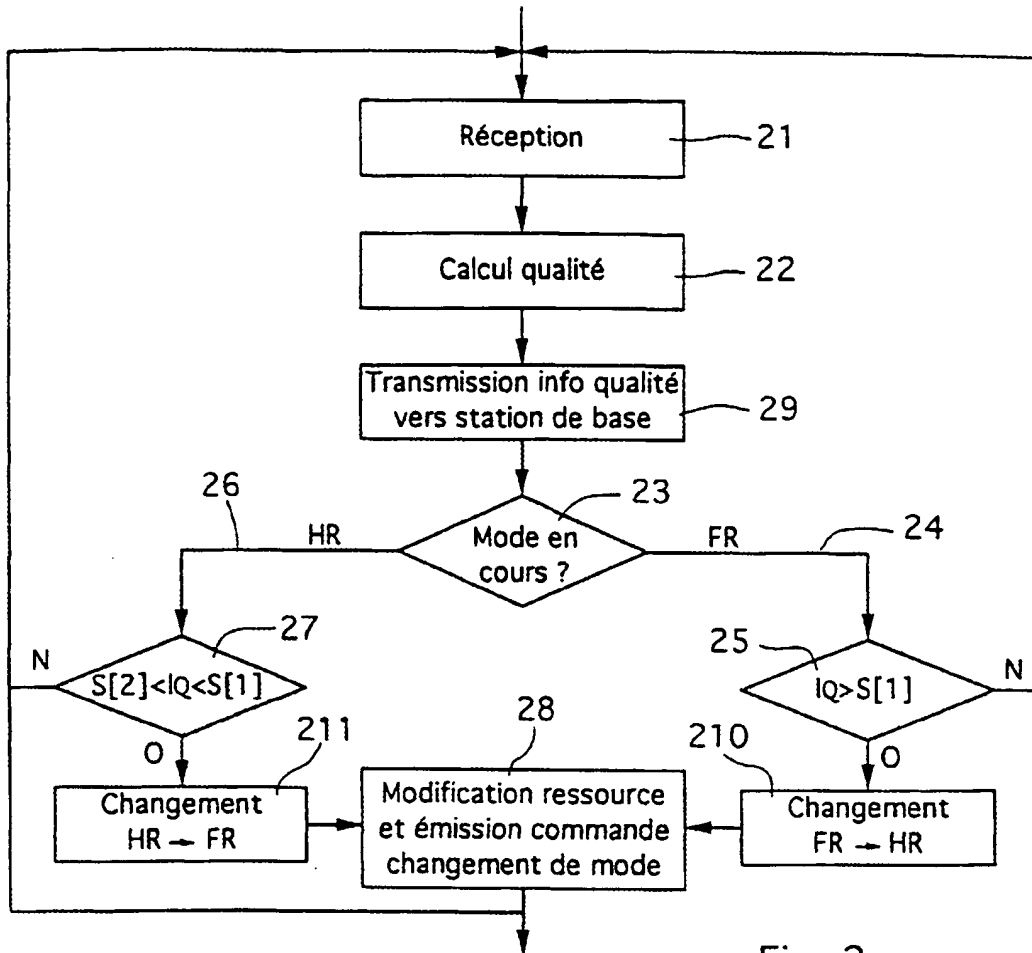 Réception
21
Calcul qualité
22
Transmission info qualité
vers station de base
29
26
23
24
HR
Mode en
cours ?
FR
27
25
N
S[2]<IQ<S[1]
IQ>S[1]
N
O
211
28
210
O
Changement
HR → FR
Modification ressource
et émission commande
changement de mode
Changement
FR → HR